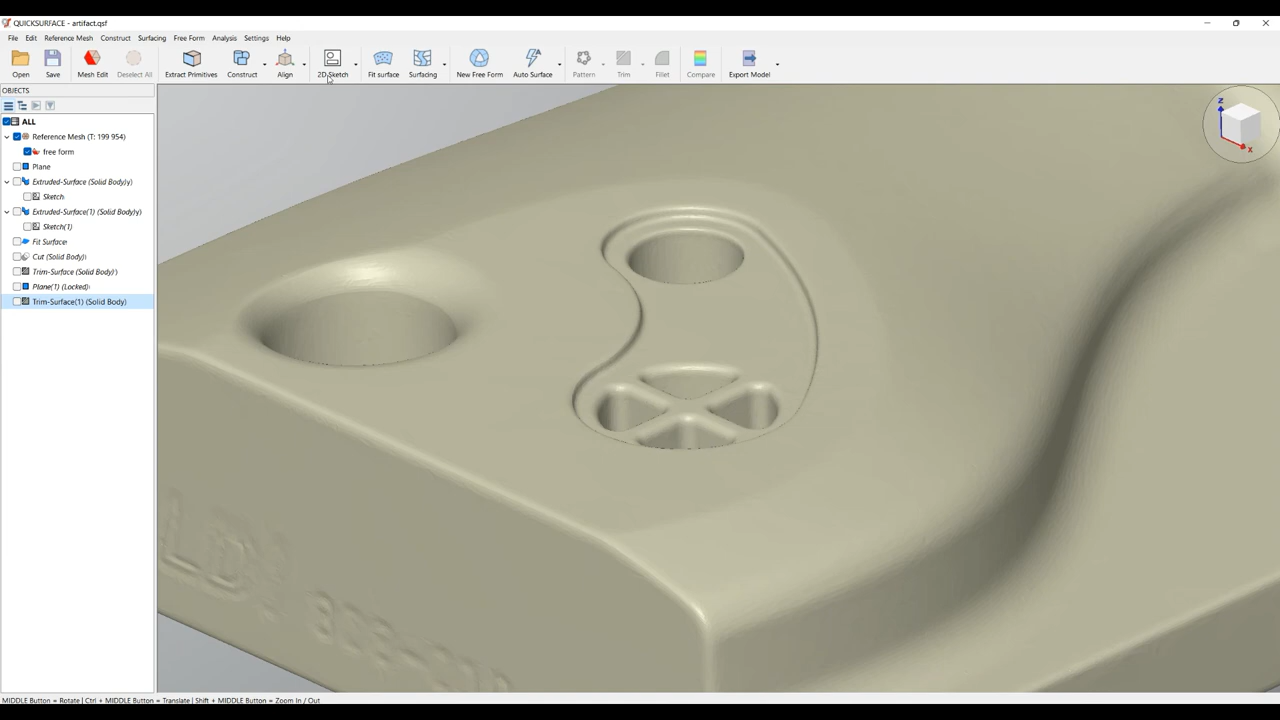 QUICKSURFACE - artifact.qsf
File Edit Reference Mesh Construct Surfacing Free Form Analysis Settings Help
Open Save Mesh Edit Deselect All Extract Primitives Construct Align 2D Sketch Fit surface Surfacing New Free Form Auto Surface Pattern Trim Fillet Compare Export Model
OBJECTS
ALL
Reference Mesh (T: 199 954)
free form
Plane
Extruded-Surface (Solid Body)y)
Sketch
Extruded-Surface(1) (Solid Body)y)
Sketch(1)
Fit Surface
Cut (Solid Body)
Trim-Surface (Solid Body)
Plane(1) (Locked)
Trim-Surface(1) (Solid Body)
Z
X
MIDDLE Button = Rotate | Ctrl + MIDDLE Button = Translate | Shift + MIDDLE Button = Zoom In / Out